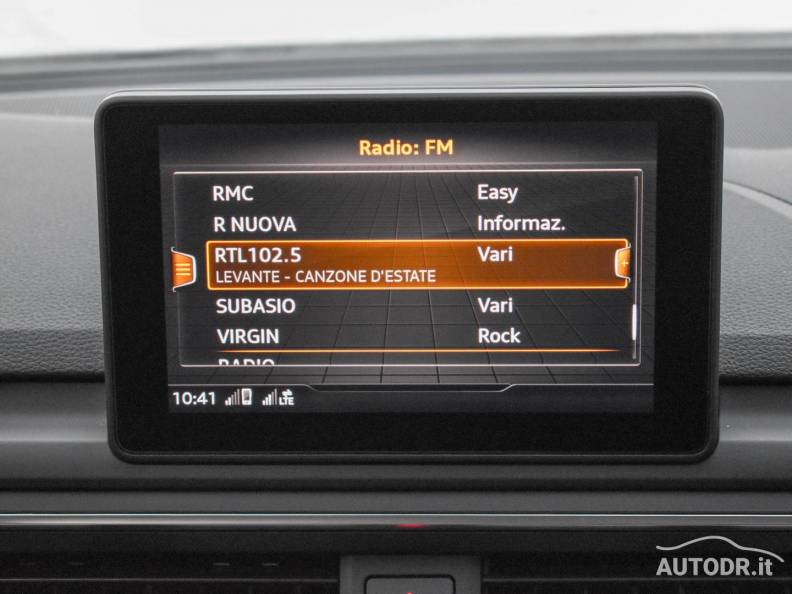 Radio: FM
RMC Easy
R NUOVA Informaz.
RTL102.5 Vari
LEVANTE - CANZONE D'ESTATE
SUBASIO Vari
VIRGIN Rock
RADIO
10:41 LTE
AUTODR.it